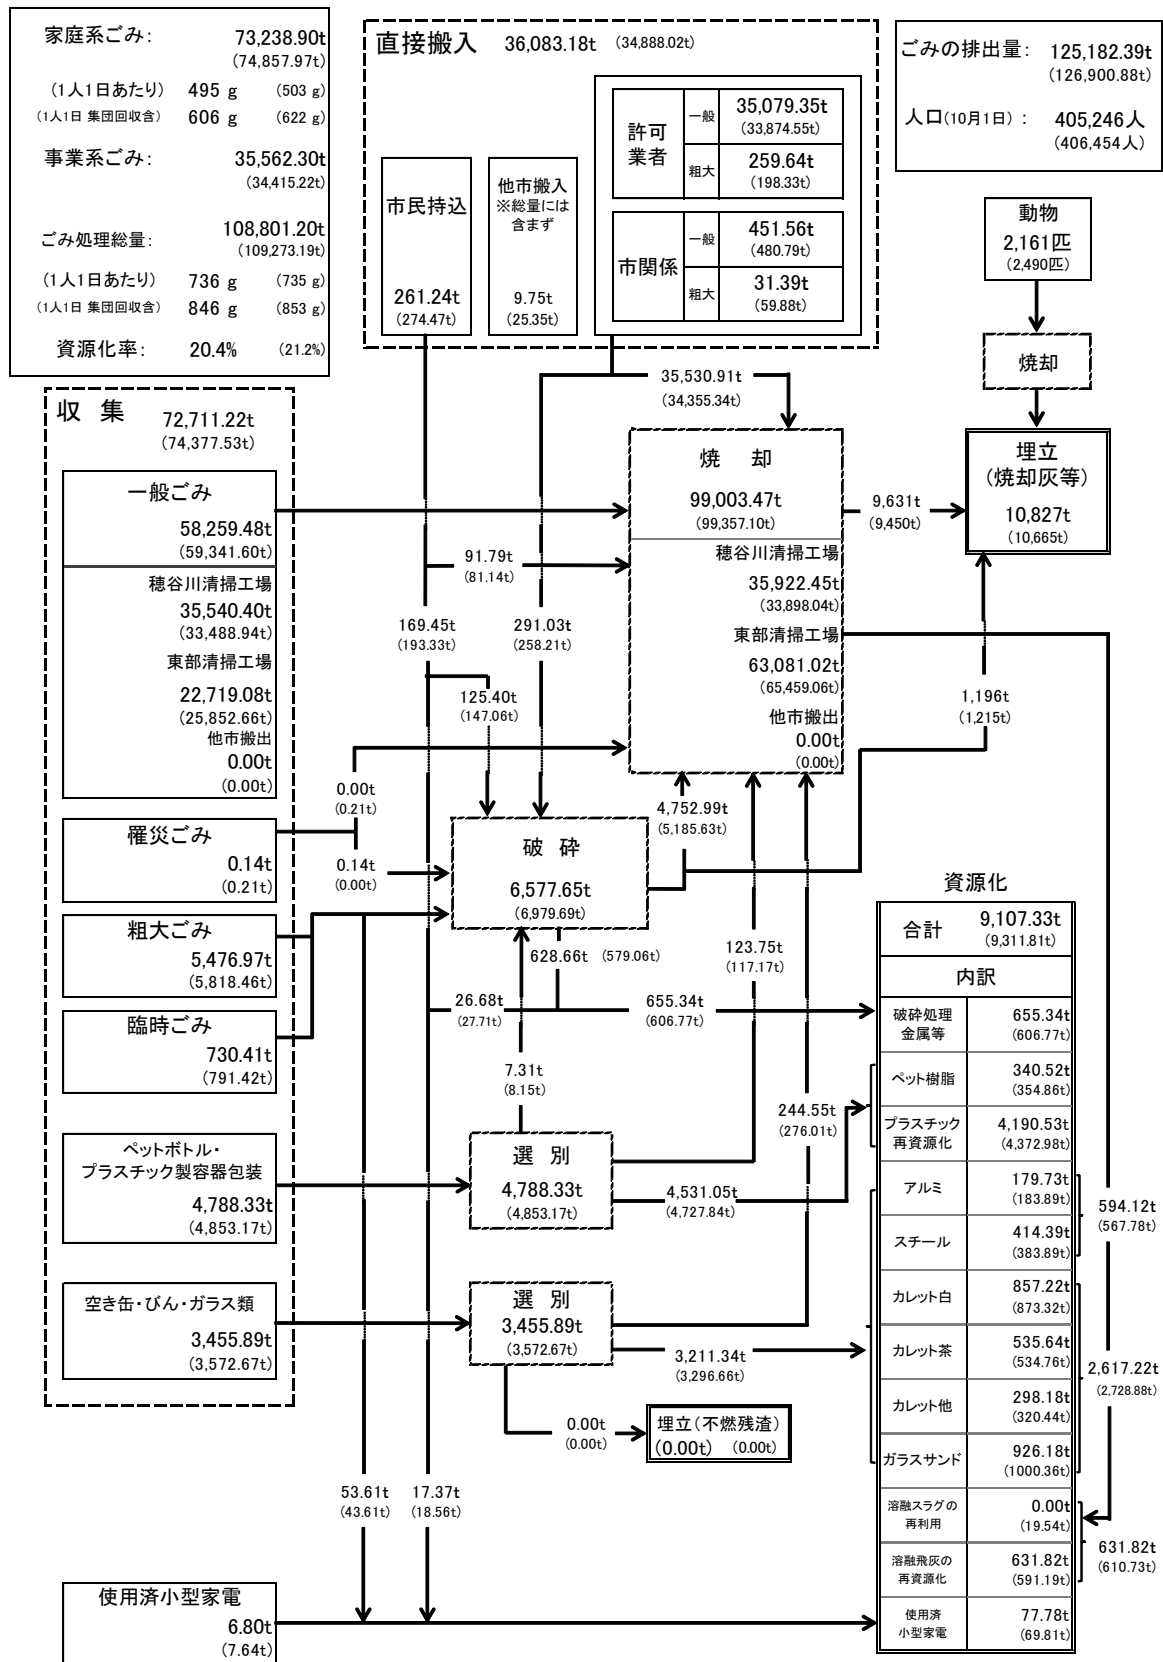 家庭系ごみ: 73,238.90t
(74,857.97t)
(1人1日あたり) 495 g (503 g)
(1人1日 集団回収含) 606 g (622 g)
事業系ごみ: 35,562.30t
(34,415.22t)
ごみ処理総量: 108,801.20t
(109,273.19t)
(1人1日あたり) 736 g (735 g)
(1人1日 集団回収含) 846 g (853 g)
資源化率: 20.4% (21.2%)
直接搬入 36,083.18t (34,888.02t)
市民持込
261.24t
(274.47t)
他市搬入
※総量には
含まず
9.75t
(25.35t)
許可
業者
一般
35,079.35t
(33,874.55t)
粗大
259.64t
(198.33t)
市関係
一般
451.56t
(480.79t)
粗大
31.39t
(59.88t)
ごみの排出量: 125,182.39t
(126,900.88t)
人口(10月1日) : 405,246人
(406,454人)
動物
2,161匹
(2,490匹)
焼却
埋立
(焼却灰等)
10,827t
(10,665t)
収 集 72,711.22t
(74,377.53t)
一般ごみ
58,259.48t
(59,341.60t)
穂谷川清掃工場
35,540.40t
(33,488.94t)
東部清掃工場
22,719.08t
(25,852.66t)
他市搬出
0.00t
(0.00t)
罹災ごみ
0.14t
(0.21t)
粗大ごみ
5,476.97t
(5,818.46t)
臨時ごみ
730.41t
(791.42t)
ペットボトル・
プラスチック製容器包装
4,788.33t
(4,853.17t)
空き缶・びん・ガラス類
3,455.89t
(3,572.67t)
使用済小型家電
6.80t
(7.64t)
35,530.91t
(34,355.34t)
焼 却
99,003.47t
(99,357.10t)
穂谷川清掃工場
35,922.45t
(33,898.04t)
東部清掃工場
63,081.02t
(65,459.06t)
他市搬出
0.00t
(0.00t)
9,631t
(9,450t)
91.79t
(81.14t)
169.45t
(193.33t)
291.03t
(258.21t)
125.40t
(147.06t)
1,196t
(1,215t)
0.00t
(0.21t)
0.14t
(0.00t)
4,752.99t
(5,185.63t)
破 砕
6,577.65t
(6,979.69t)
628.66t (579.06t)
123.75t
(117.17t)
26.68t
(27.71t)
655.34t
(606.77t)
7.31t
(8.15t)
244.55t
(276.01t)
選 別
4,788.33t
(4,853.17t)
4,531.05t
(4,727.84t)
選 別
3,455.89t
(3,572.67t)
3,211.34t
(3,296.66t)
0.00t
(0.00t)
埋立(不燃残渣)
(0.00t) (0.00t)
53.61t
(43.61t)
17.37t
(18.56t)
資源化
合計 9,107.33t
(9,311.81t)
内訳
破砕処理
金属等
655.34t
(606.77t)
ペット樹脂
340.52t
(354.86t)
プラスチック
再資源化
4,190.53t
(4,372.98t)
アルミ
179.73t
(183.89t)
スチール
414.39t
(383.89t)
カレット白
857.22t
(873.32t)
カレット茶
535.64t
(534.76t)
カレット他
298.18t
(320.44t)
ガラスサンド
926.18t
(1000.36t)
溶融スラグの
再利用
0.00t
(19.54t)
溶融飛灰の
再資源化
631.82t
(591.19t)
使用済
小型家電
77.78t
(69.81t)
594.12t
(567.78t)
2,617.22t
(2,728.88t)
631.82t
(610.73t)